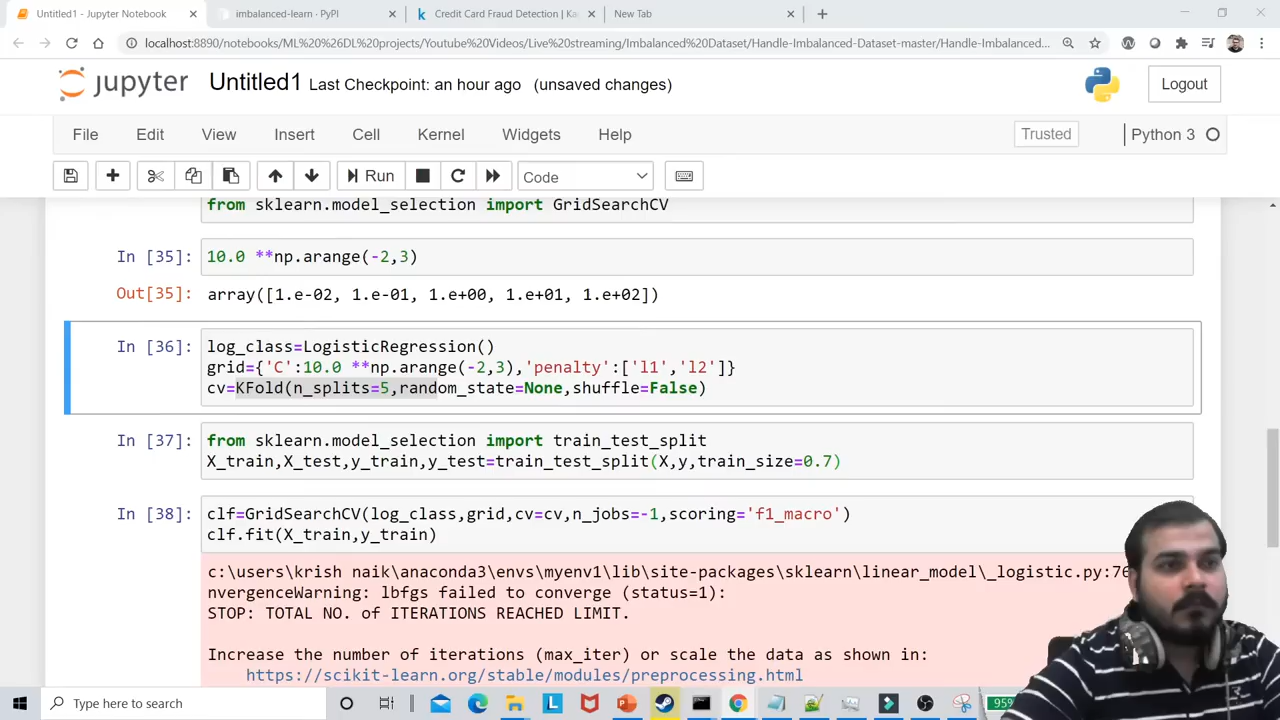 Untitled1 - Jupyter Notebook
imbalanced-learn · PyPI
Credit Card Fraud Detection | Ka
New Tab
localhost:8890/notebooks/ML%20%26%20DL%20projects/Youtube%20Videos/Live%20streaming/Imbalanced%20Dataset/Handle-Imbalanced-Dataset-master/Handle-Imbalanced...
jupyter Untitled1 Last Checkpoint: an hour ago (unsaved changes)
Logout
File Edit View Insert Cell Kernel Widgets Help
Trusted
Python 3
Run
Code
from sklearn.model_selection import GridSearchCV
In [35]: 10.0 **np.arange(-2,3)
Out[35]: array([1.e-02, 1.e-01, 1.e+00, 1.e+01, 1.e+02])
In [36]: log_class=LogisticRegression()
grid={'C':10.0 **np.arange(-2,3),'penalty':['l1','l2']}
cv=KFold(n_splits=5,random_state=None,shuffle=False)
In [37]: from sklearn.model_selection import train_test_split
X_train,X_test,y_train,y_test=train_test_split(X,y,train_size=0.7)
In [38]: clf=GridSearchCV(log_class,grid,cv=cv,n_jobs=-1,scoring='f1_macro')
clf.fit(X_train,y_train)
c:\users\krish naik\anaconda3\envs\myenv1\lib\site-packages\sklearn\linear_model\_logistic.py:76
nvergenceWarning: lbfgs failed to converge (status=1):
STOP: TOTAL NO. of ITERATIONS REACHED LIMIT.
Increase the number of iterations (max_iter) or scale the data as shown in:
https://scikit-learn.org/stable/modules/preprocessing.html
Type here to search
95%